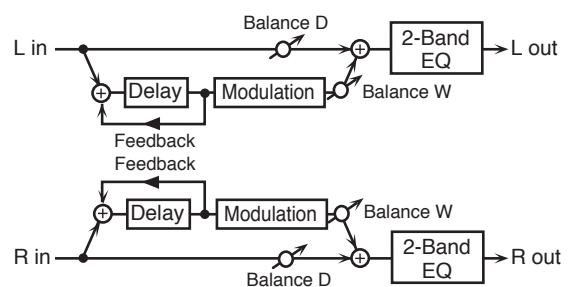 Balance D
L in
2-Band
EQ
L out
Delay
Modulation
Balance W
Feedback
Feedback
Delay
Modulation
Balance W
R in
2-Band
EQ
R out
Balance D